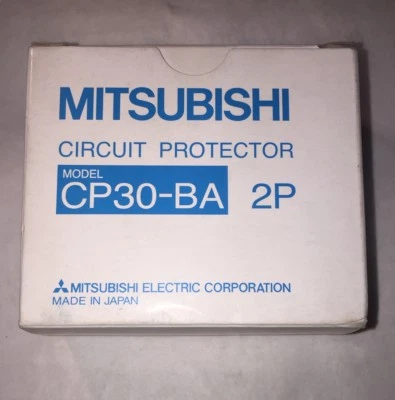 MITSUBISHI
CIRCUIT PROTECTOR
MODEL
CP30-BA 2P
MITSUBISHI ELECTRIC CORPORATION
MADE IN JAPAN